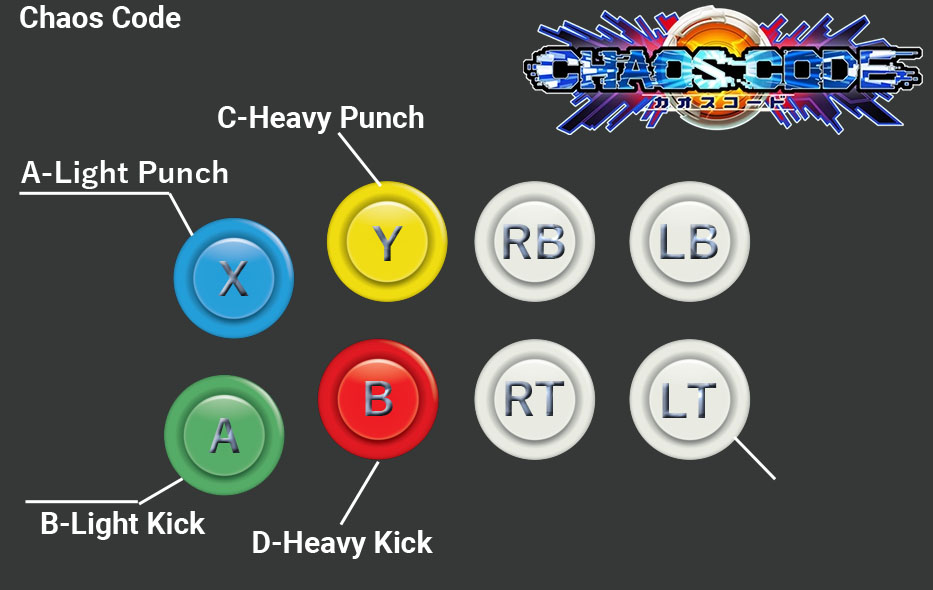 Chaos Code
CHAOS CODE
カオスコード
C-Heavy Punch
A-Light Punch
X
Y
RB
LB
A
B
RT
LT
B-Light Kick
D-Heavy Kick